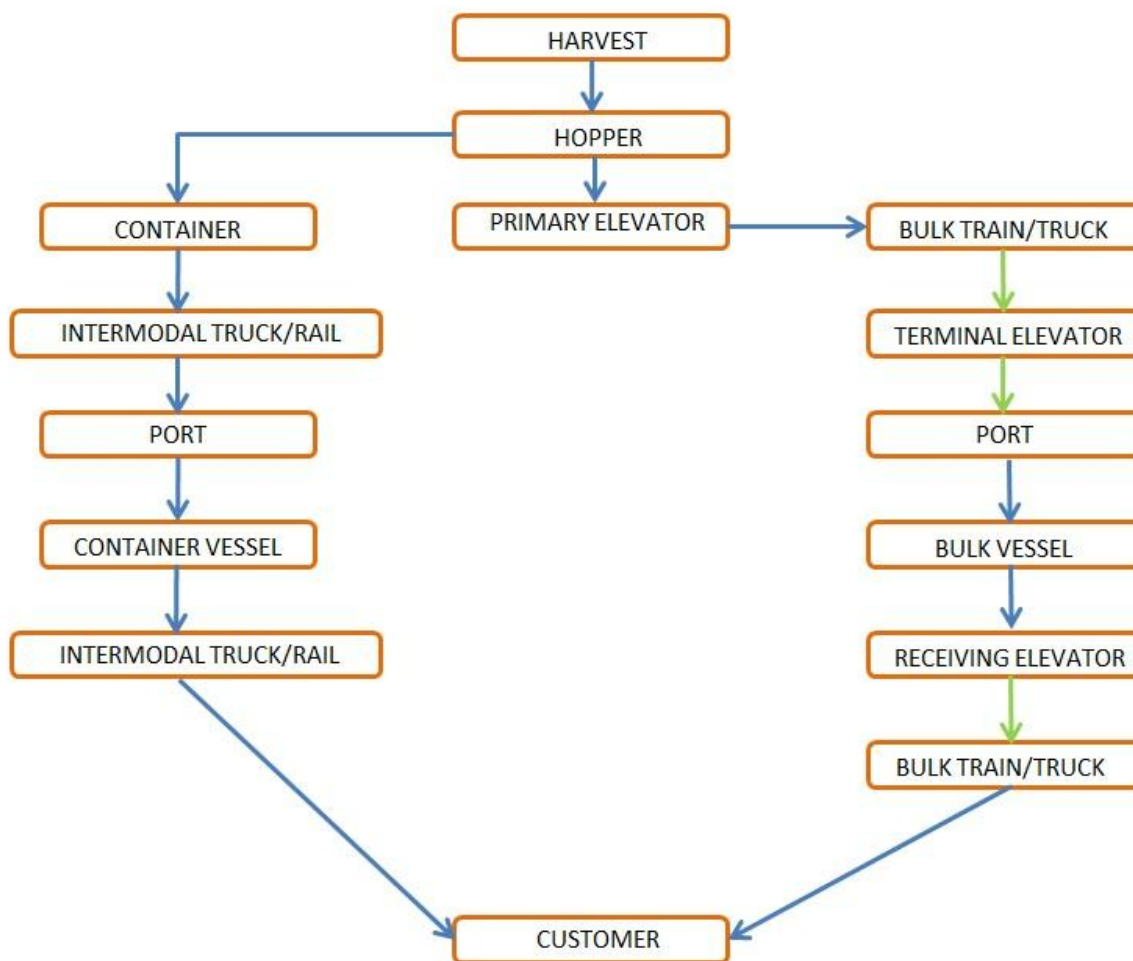 HARVEST
HOPPER
CONTAINER
PRIMARY ELEVATOR
BULK TRAIN/TRUCK
INTERMODAL TRUCK/RAIL
TERMINAL ELEVATOR
PORT
PORT
CONTAINER VESSEL
BULK VESSEL
INTERMODAL TRUCK/RAIL
RECEIVING ELEVATOR
BULK TRAIN/TRUCK
CUSTOMER